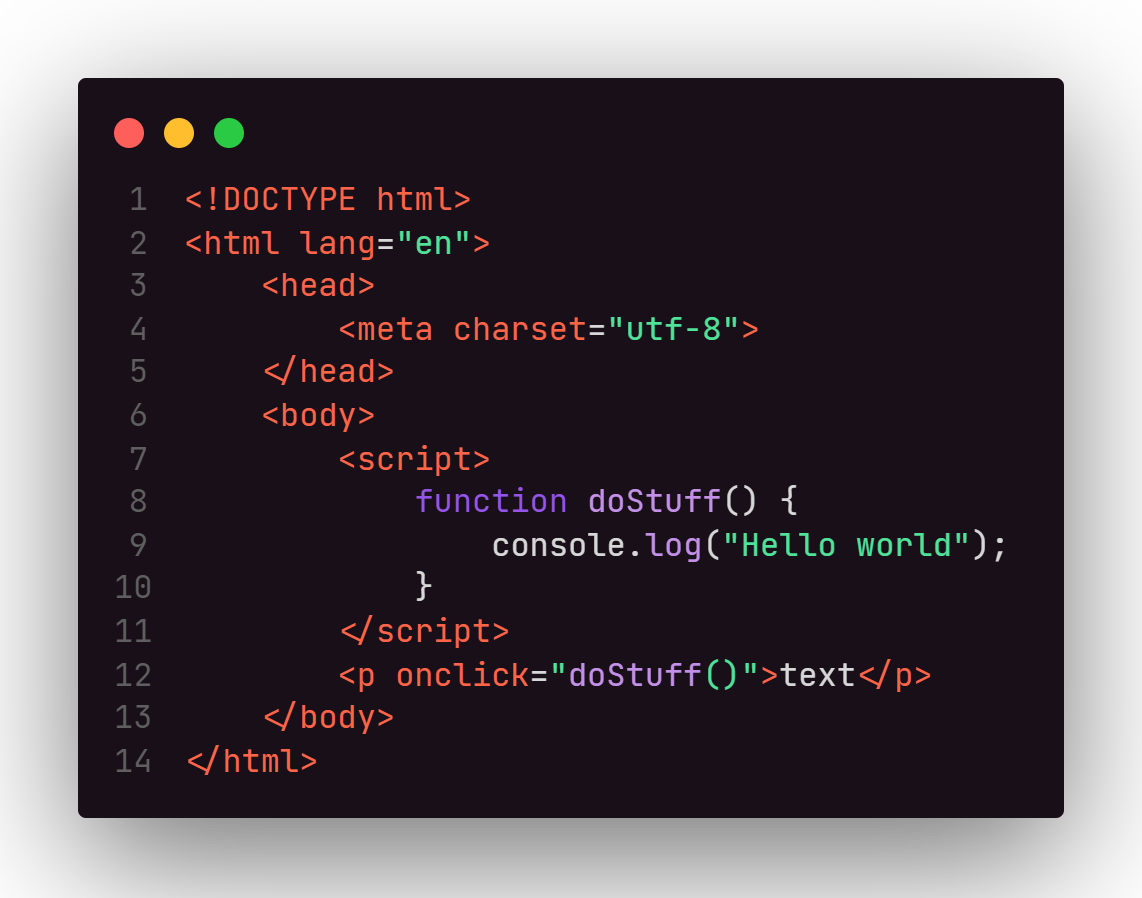 1 <!DOCTYPE html>
2 <html lang="en">
3     <head>
4         <meta charset="utf-8">
5     </head>
6     <body>
7         <script>
8             function doStuff() {
9                 console.log("Hello world");
10             }
11         </script>
12         <p onclick="doStuff()">text</p>
13     </body>
14 </html>